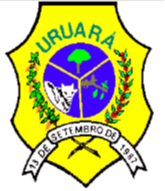 URUARÁ
13 DE SETEMBRO DE 1987